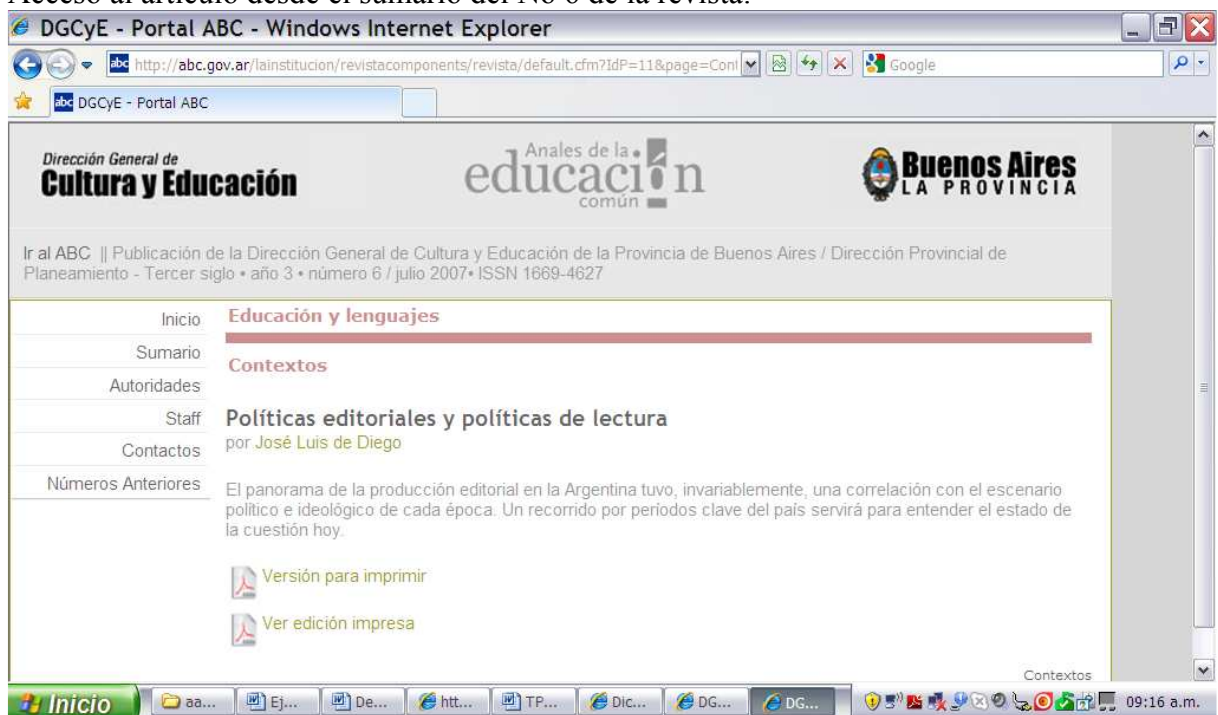 Acceso al artículo desde el sumario del No 6 de la revista:
DGCyE - Portal ABC - Windows Internet Explorer
http://abc.gov.ar/lainstitucion/revistacomponents/revista/default.cfm?IdP=11&page=Cont
Google
DGCyE - Portal ABC
Dirección General de
Cultura y Educación
Anales de la
educación
común
Buenos Aires
LA PROVINCIA
Ir al ABC || Publicación de la Dirección General de Cultura y Educación de la Provincia de Buenos Aires / Dirección Provincial de
Planeamiento - Tercer siglo • año 3 • número 6 / julio 2007• ISSN 1669-4627
Inicio
Sumario
Autoridades
Staff
Contactos
Números Anteriores
Educación y lenguajes
Contextos
Políticas editoriales y políticas de lectura
por José Luis de Diego
El panorama de la producción editorial en la Argentina tuvo, invariablemente, una correlación con el escenario
político e ideológico de cada época. Un recorrido por períodos clave del país servirá para entender el estado de
la cuestión hoy.
Versión para imprimir
Ver edición impresa
Contextos
Inicio aa... Ej... De... htt... TP... Dic... DG... DG... 09:16 a.m.